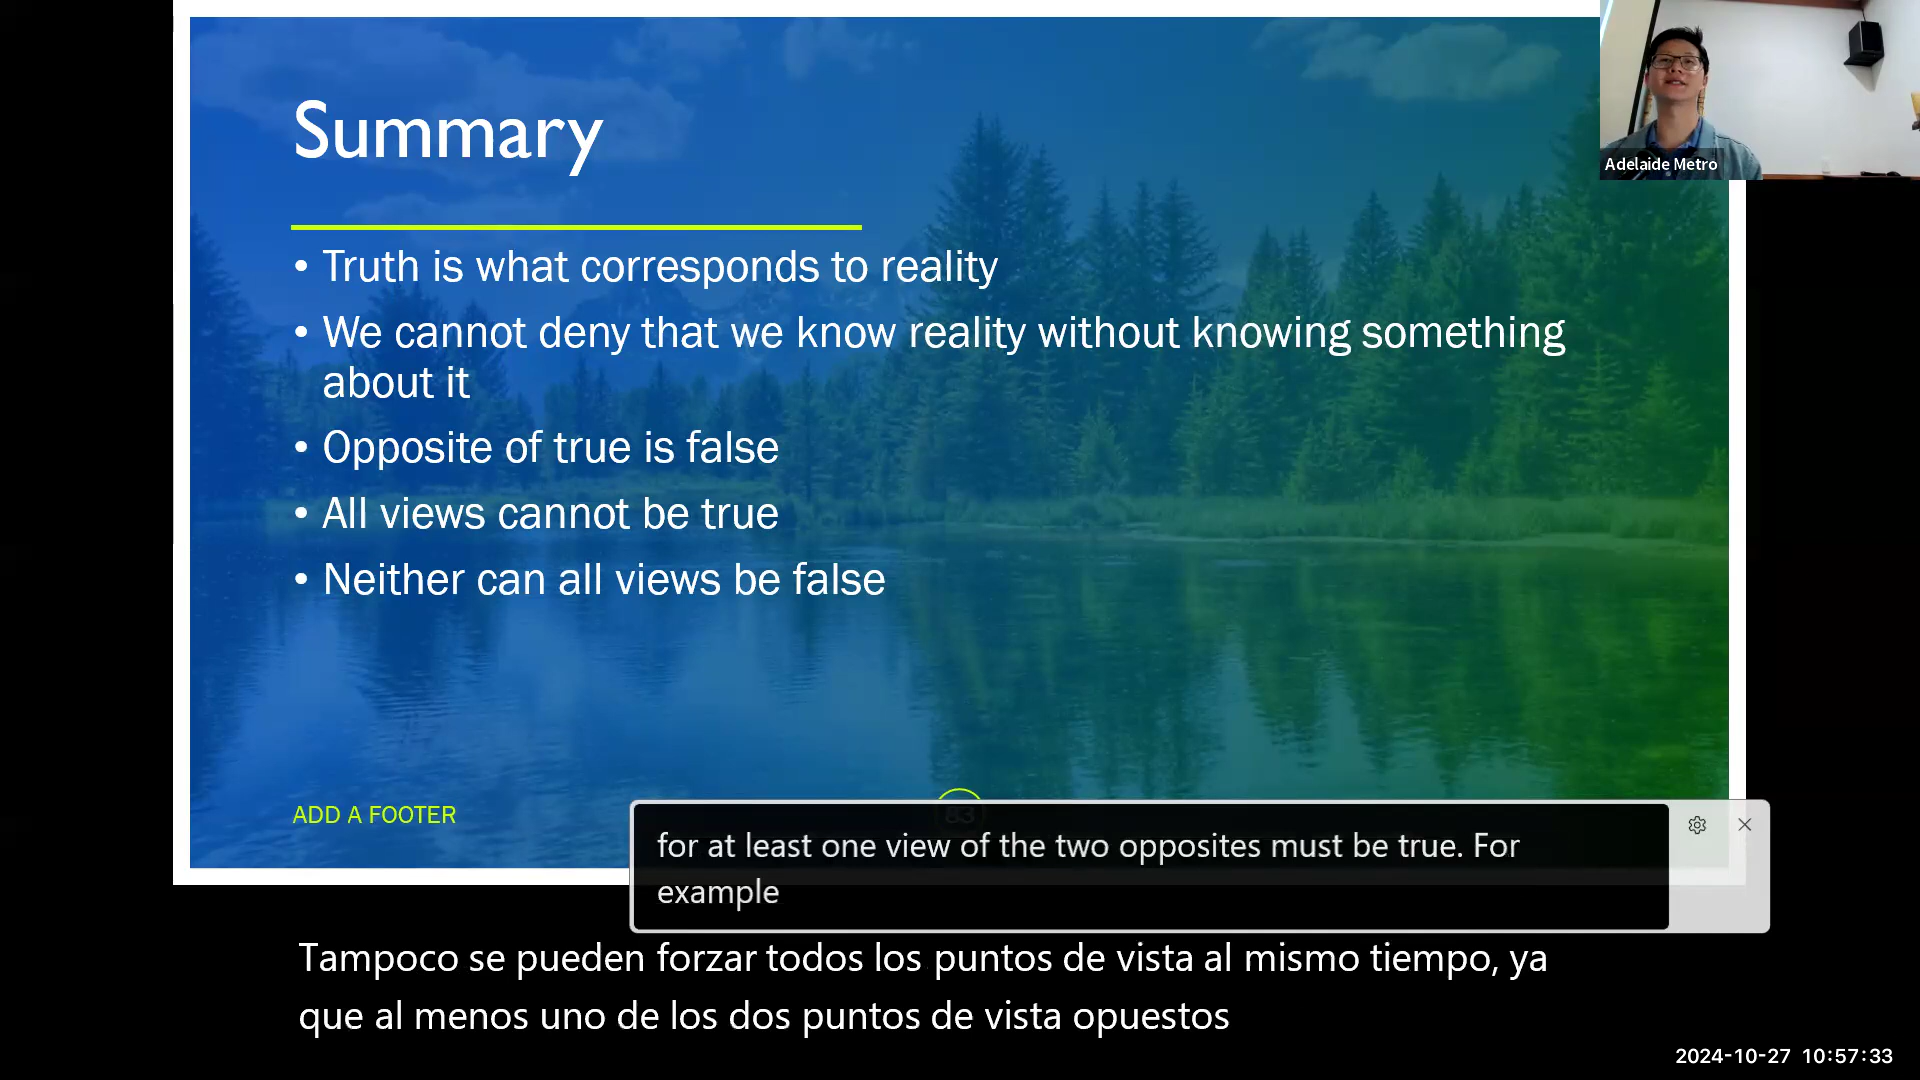 Summary
Adelaide Metro
• Truth is what corresponds to reality
• We cannot deny that we know reality without knowing something
about it
• Opposite of true is false
• All views cannot be true
• Neither can all views be false
ADD A FOOTER
83
for at least one view of the two opposites must be true. For
example
Tampoco se pueden forzar todos los puntos de vista al mismo tiempo, ya
que al menos uno de los dos puntos de vista opuestos
2024-10-27 10:57:33